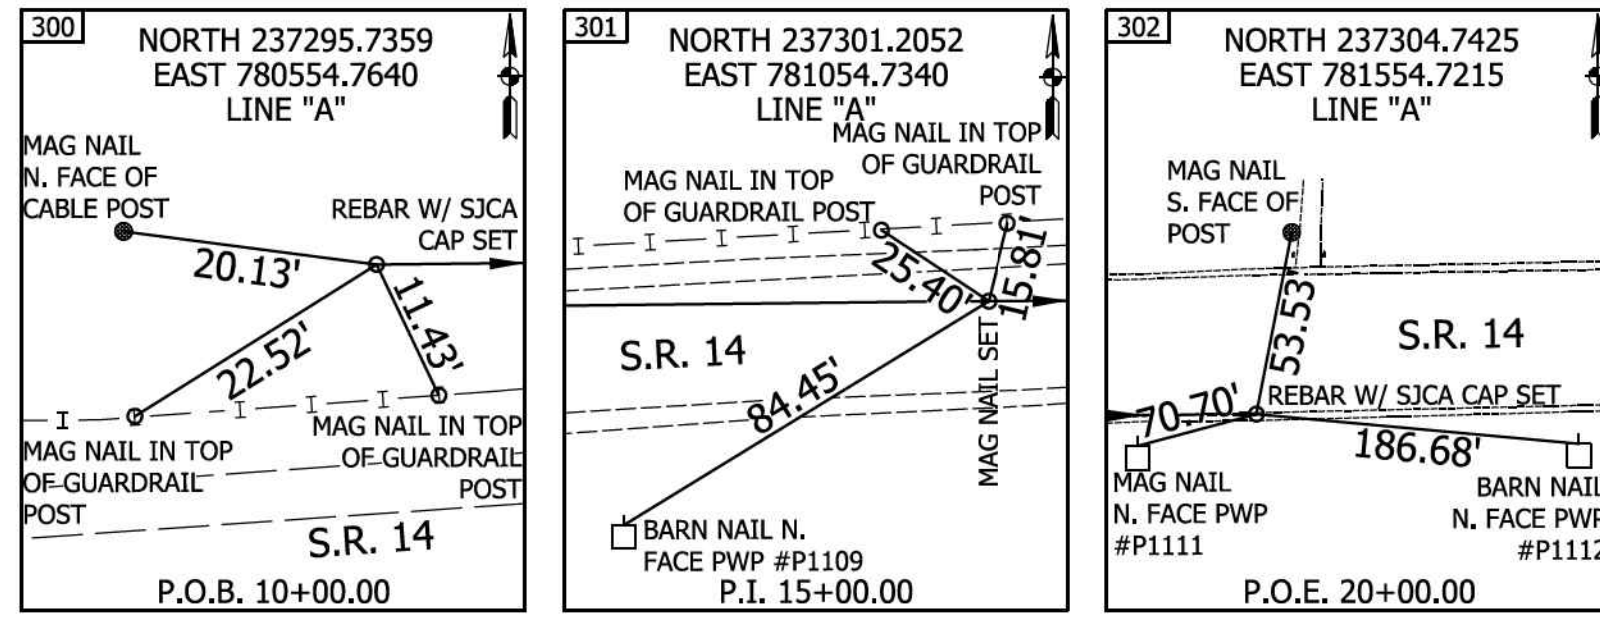 300
NORTH 237295.7359
EAST 780554.7640
LINE "A"
MAG NAIL
N. FACE OF
CABLE POST
REBAR W/ SJCA
CAP SET
20.13'
11.43'
22.52'
MAG NAIL IN TOP
OF GUARDRAIL
POST
MAG NAIL IN TOP
OF GUARDRAIL
POST
S.R. 14
P.O.B. 10+00.00
301
NORTH 237301.2052
EAST 781054.7340
LINE "A"
MAG NAIL IN TOP
OF GUARDRAIL
POST
MAG NAIL IN TOP
OF GUARDRAIL POST
25.40'
15.81'
S.R. 14
MAG NAIL SET
84.45'
BARN NAIL N.
FACE PWP #P1109
P.I. 15+00.00
302
NORTH 237304.7425
EAST 781554.7215
LINE "A"
MAG NAIL
S. FACE OF
POST
53.53'
S.R. 14
REBAR W/ SJCA CAP SET
70.70'
186.68'
MAG NAIL
N. FACE PWP
#P1111
BARN NAIL
N. FACE PWP
#P1112
P.O.E. 20+00.00